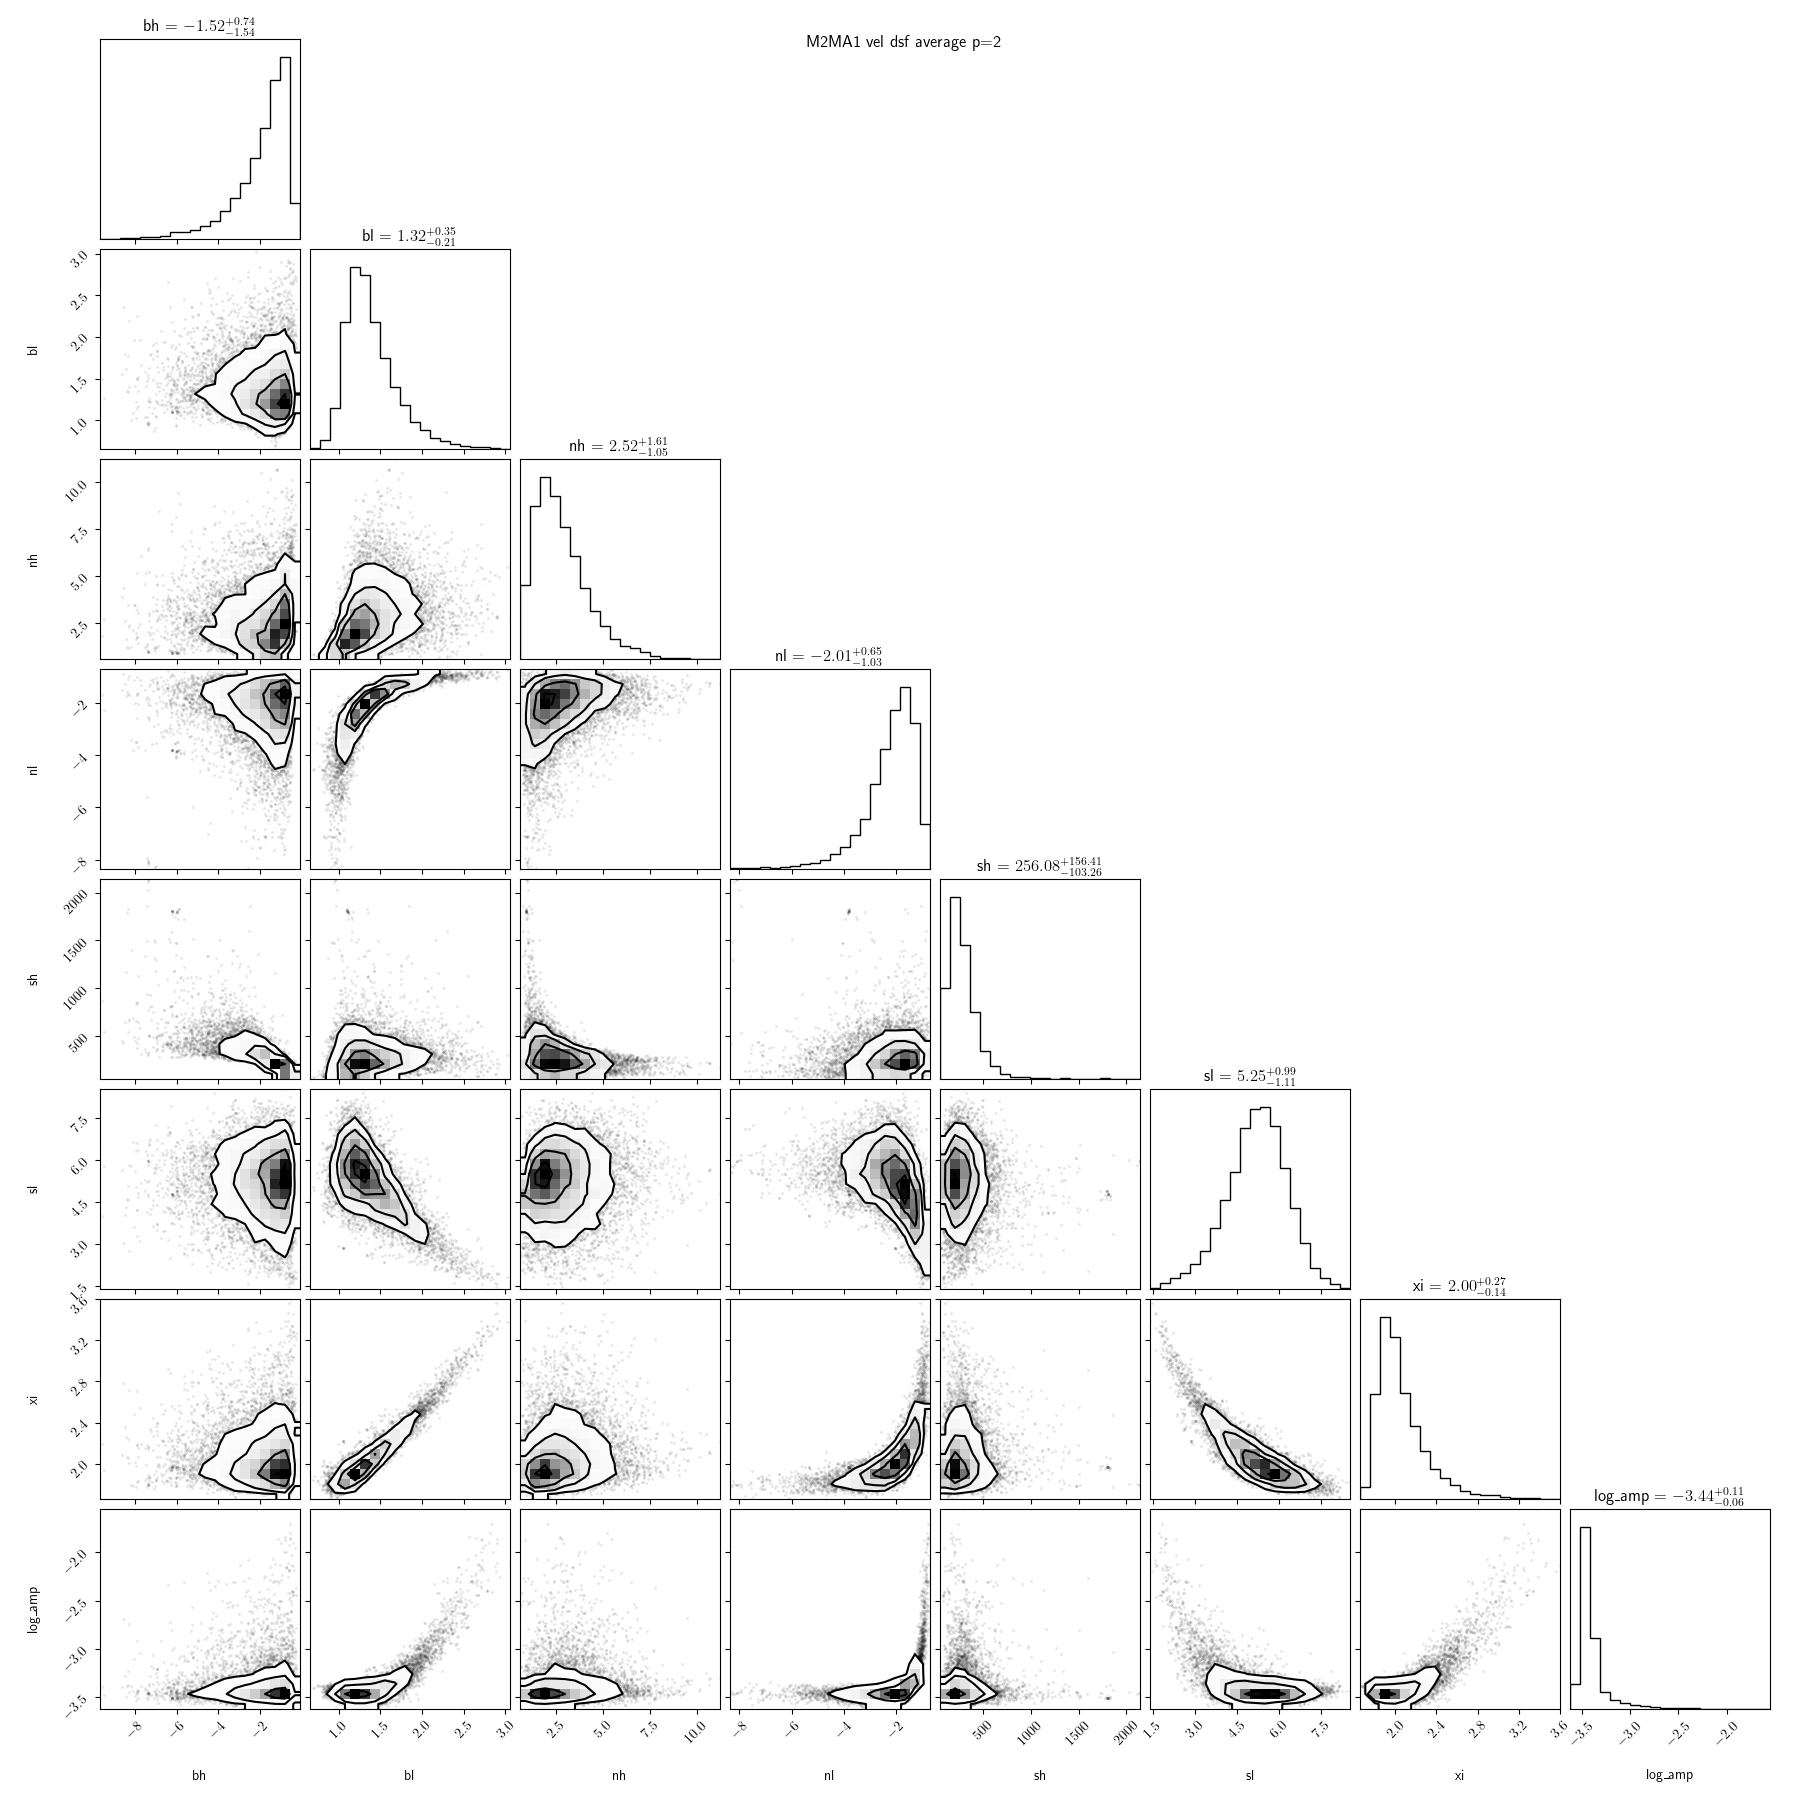 bh = −1.52+0.74 −1.54
M2MA1 vel dsf average p=2
bl = 1.32+0.35 −0.21
bl
3.0
2.5
2.0
1.5
1.0
nh = 2.52+1.61 −1.05
nh
10.0
7.5
5.0
2.5
nl = −2.01+0.65 −1.03
nl
−2
−4
−6
−8
sh = 256.08+156.41 −103.26
sh
2000
1500
1000
500
sl = 5.25+0.99 −1.11
sl
7.5
6.0
4.5
3.0
1.5
xi = 2.00+0.27 −0.14
xi
3.6
3.2
2.8
2.4
2.0
log_amp = −3.44+0.11 −0.06
log_amp
−2.0
−2.5
−3.0
−3.5
−8 −6 −4 −2 1.0 1.5 2.0 2.5 3.0 2.5 5.0 7.5 10.0 −8 −6 −4 −2 500 1000 1500 2000 1.5 3.0 4.5 6.0 7.5 2.0 2.4 2.8 3.2 3.6 −3.5 −3.0 −2.5 −2.0
bh bl nh nl sh sl xi log_amp